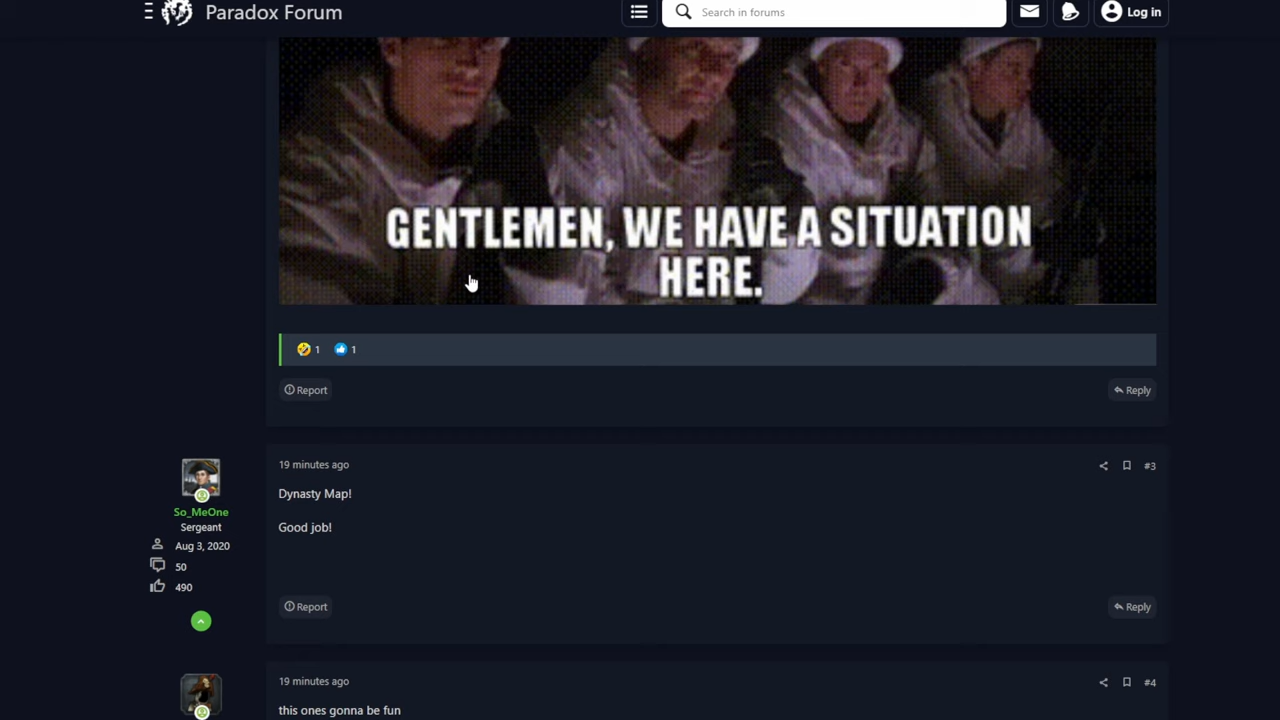 Paradox Forum
Search in forums
Log in
GENTLEMEN, WE HAVE A SITUATION
HERE.
1
1
Report
Reply
19 minutes ago
#3
Dynasty Map!
Good job!
So_MeOne
Sergeant
Aug 3, 2020
50
490
Report
Reply
19 minutes ago
#4
this ones gonna be fun